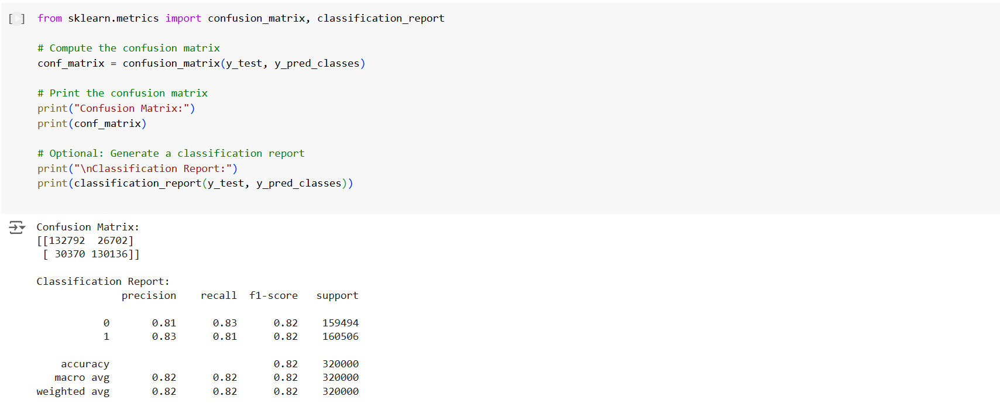 [ ] from sklearn.metrics import confusion_matrix, classification_report
# Compute the confusion matrix
conf_matrix = confusion_matrix(y_test, y_pred_classes)
# Print the confusion matrix
print("Confusion Matrix:")
print(conf_matrix)
# Optional: Generate a classification report
print("\nClassification Report:")
print(classification_report(y_test, y_pred_classes))
Confusion Matrix:
[[132792  26702]
 [ 30370 130136]]
Classification Report:
              precision    recall  f1-score   support
           0       0.81      0.83      0.82    159494
           1       0.83      0.81      0.82    160506
    accuracy                           0.82    320000
   macro avg       0.82      0.82      0.82    320000
weighted avg       0.82      0.82      0.82    320000